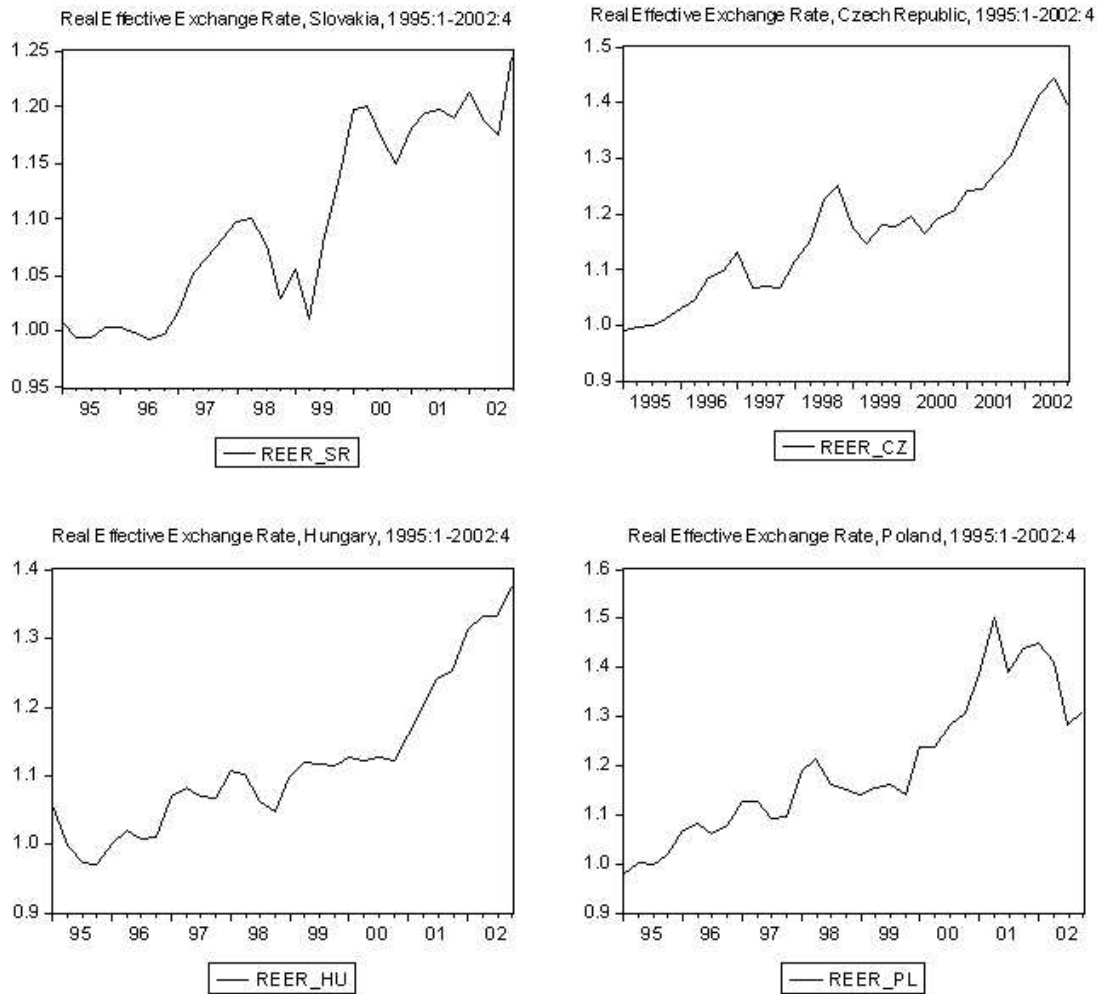 Real Effective Exchange Rate, Slovakia, 1995:1-2002:4
1.25
1.20
1.15
1.10
1.05
1.00
0.95
95 96 97 98 99 00 01 02
REER_SR
Real Effective Exchange Rate, Czech Republic, 1995:1-2002:4
1.5
1.4
1.3
1.2
1.1
1.0
0.9
1995 1996 1997 1998 1999 2000 2001 2002
REER_CZ
Real Effective Exchange Rate, Hungary, 1995:1-2002:4
1.4
1.3
1.2
1.1
1.0
0.9
95 96 97 98 99 00 01 02
REER_HU
Real Effective Exchange Rate, Poland, 1995:1-2002:4
1.6
1.5
1.4
1.3
1.2
1.1
1.0
0.9
95 96 97 98 99 00 01 02
REER_PL